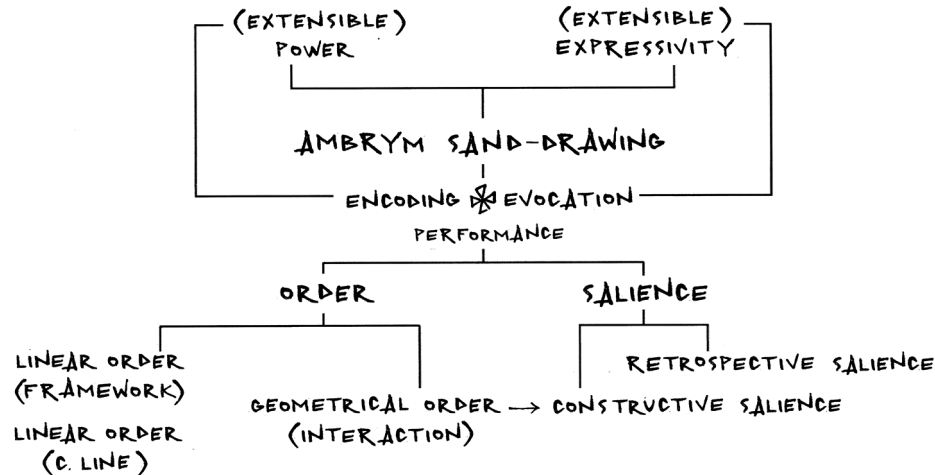 (EXTENSIBLE) POWER
(EXTENSIBLE) EXPRESSIVITY
AMBRYM SAND-DRAWING
ENCODING EVOCATION
PERFORMANCE
ORDER
SALIENCE
LINEAR ORDER
(FRAMEWORK)
LINEAR ORDER
(C. LINE)
GEOMETRICAL ORDER → CONSTRUCTIVE SALIENCE
(INTERACTION)
RETROSPECTIVE SALIENCE